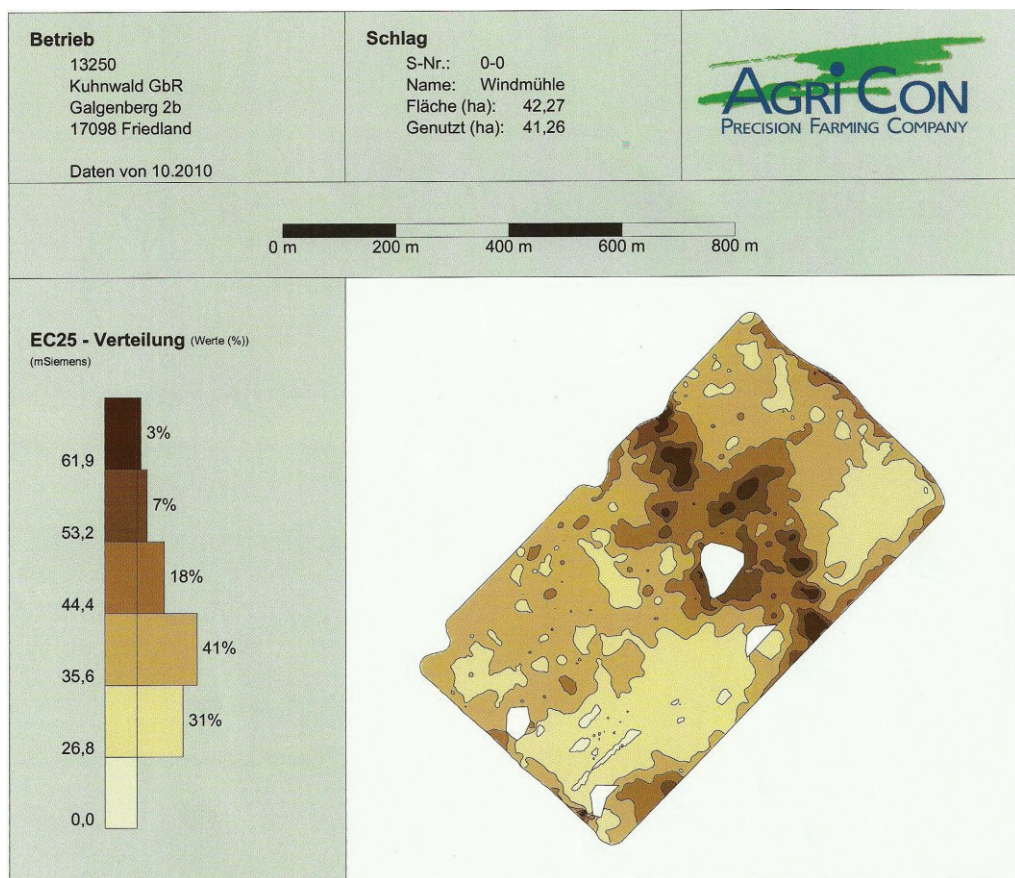 Betrieb
13250
Kuhnwald GbR
Galgenberg 2b
17098 Friedland
Daten von 10.2010
Schlag
S-Nr.: 0-0
Name: Windmühle
Fläche (ha): 42,27
Genutzt (ha): 41,26
AGRI CON
PRECISION FARMING COMPANY
0 m 200 m 400 m 600 m 800 m
EC25 - Verteilung (Werte (%))
(mSiemens)
3%
61,9
7%
53,2
18%
44,4
41%
35,6
31%
26,8
0,0